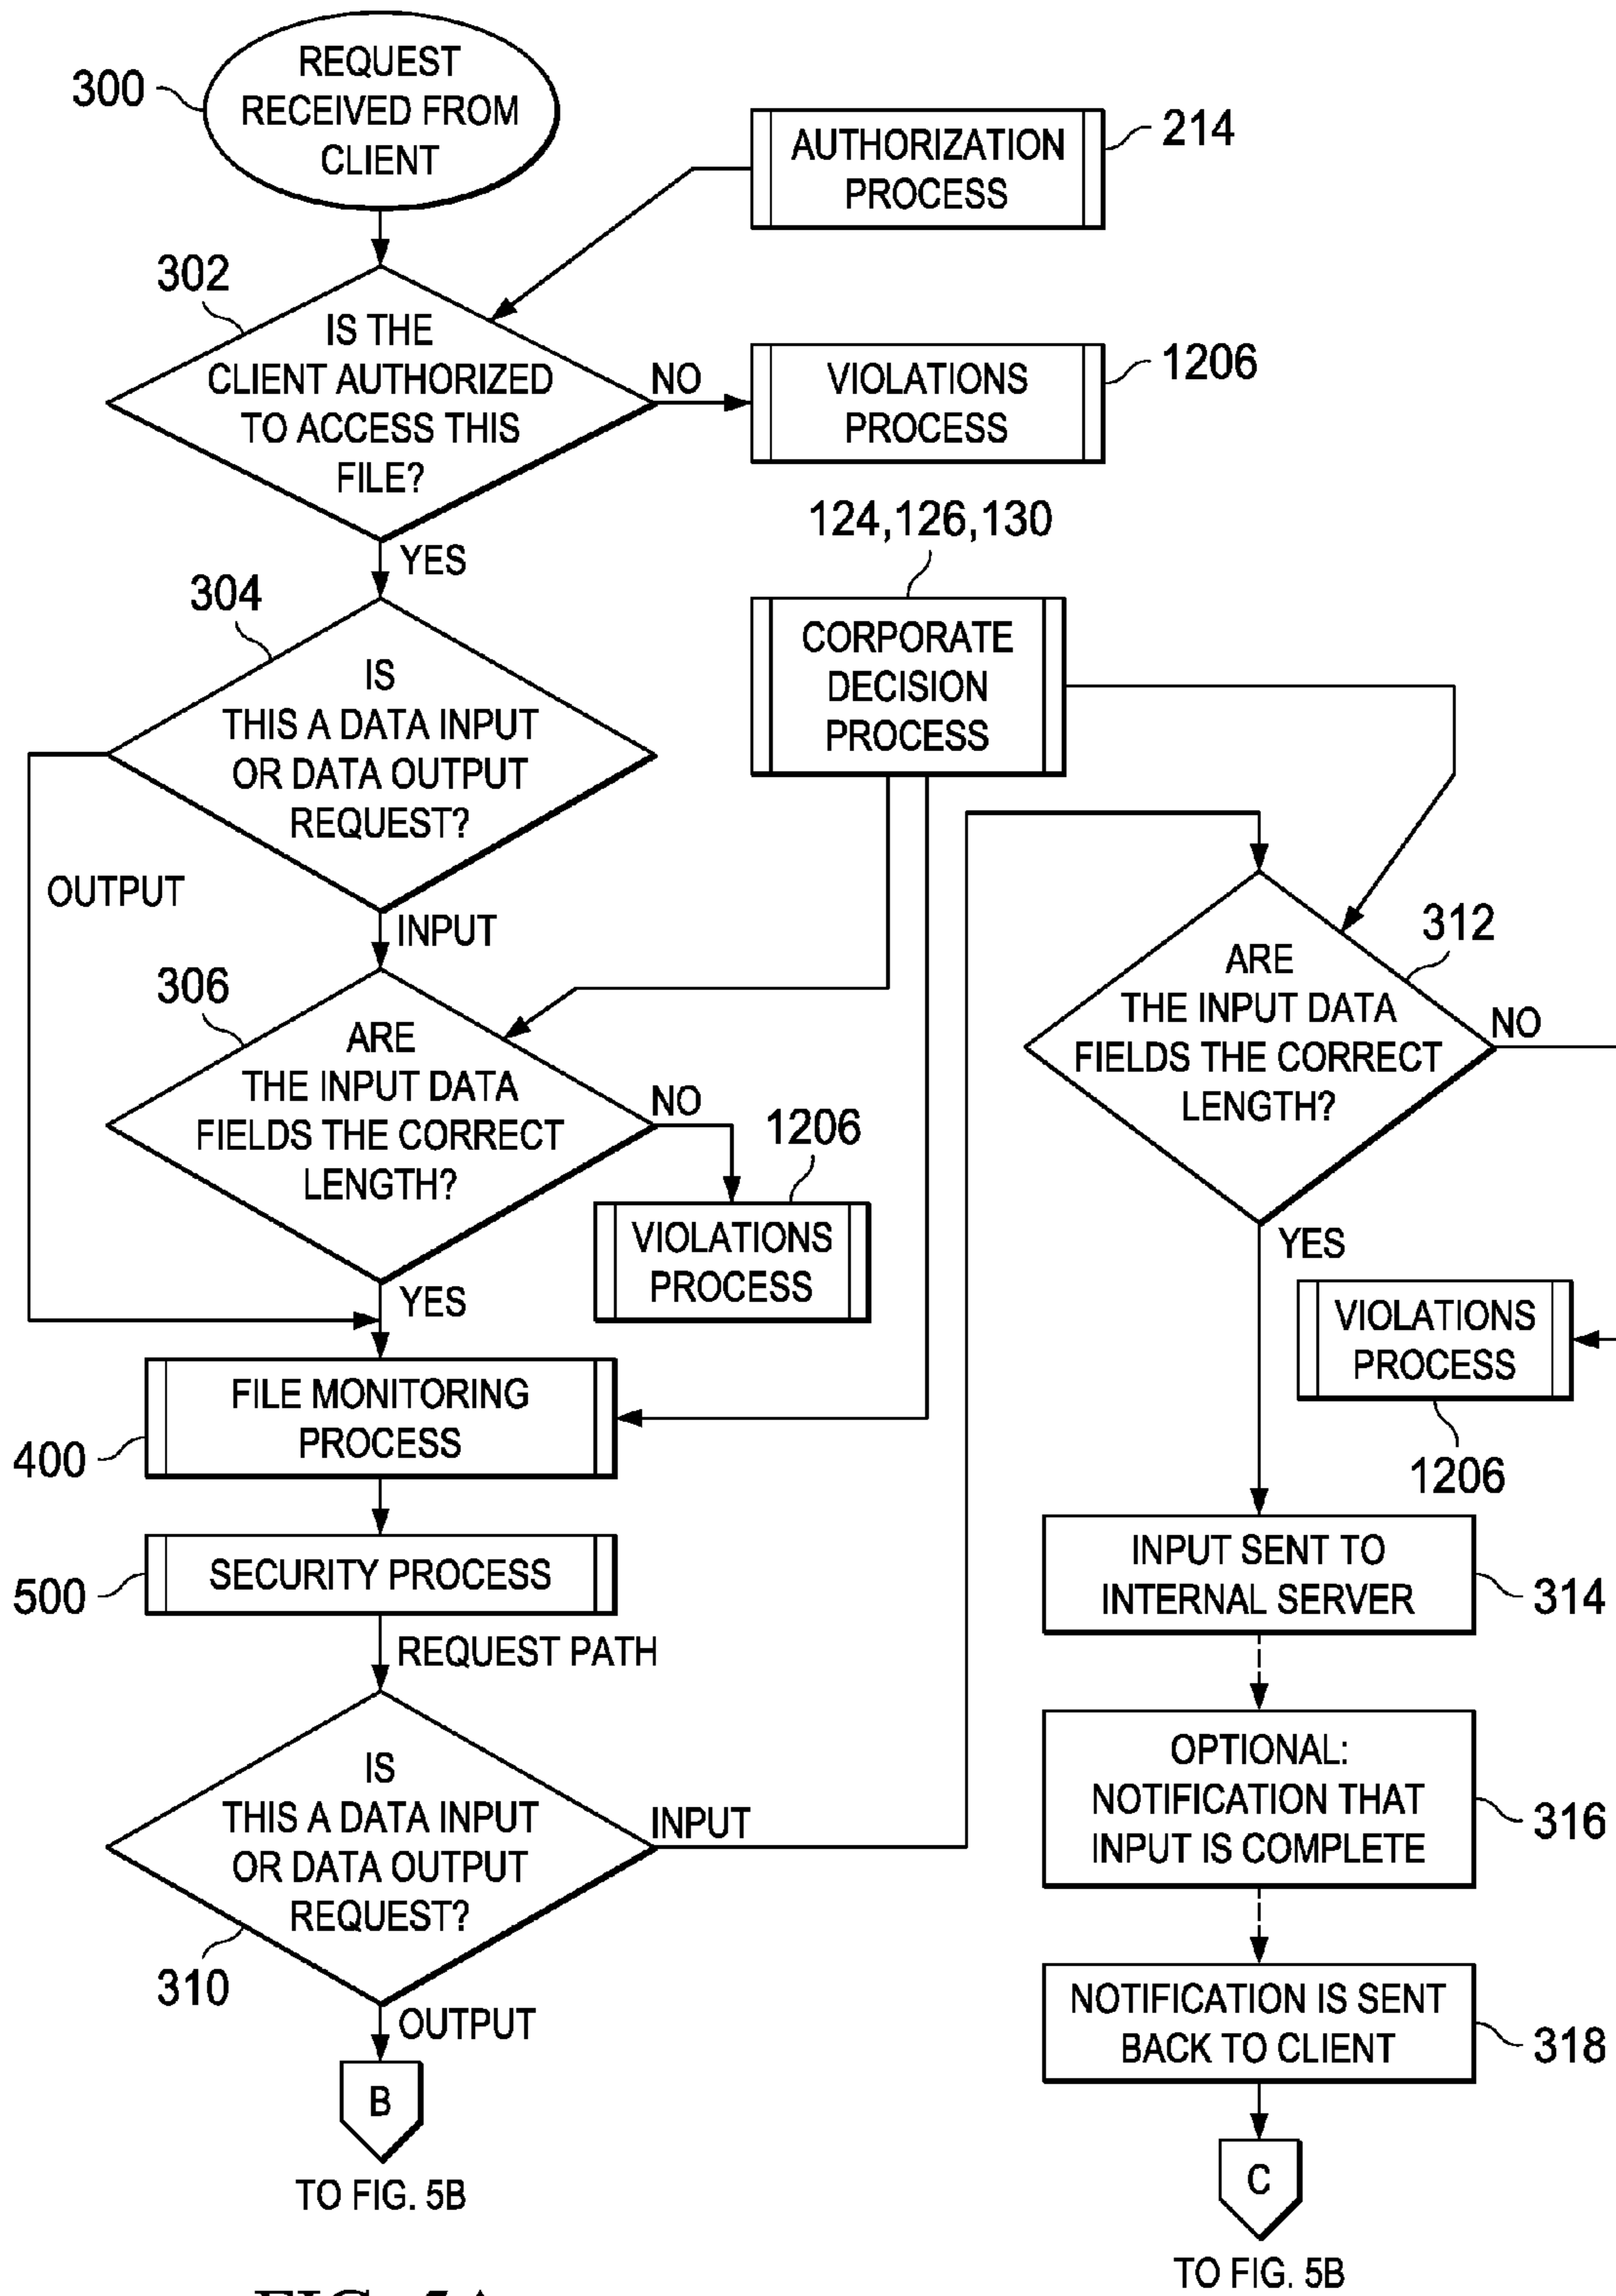 REQUEST
RECEIVED FROM
CLIENT
300
AUTHORIZATION
PROCESS
214
302
IS THE
CLIENT AUTHORIZED
TO ACCESS THIS
FILE?
NO
VIOLATIONS
PROCESS
1206
YES
124,126,130
CORPORATE
DECISION
PROCESS
304
IS
THIS A DATA INPUT
OR DATA OUTPUT
REQUEST?
OUTPUT
INPUT
306
ARE
THE INPUT DATA
FIELDS THE CORRECT
LENGTH?
NO
1206
VIOLATIONS
PROCESS
YES
FILE MONITORING
PROCESS
400
SECURITY PROCESS
500
REQUEST PATH
IS
THIS A DATA INPUT
OR DATA OUTPUT
REQUEST?
INPUT
310
OUTPUT
B
TO FIG. 5B
312
ARE
THE INPUT DATA
FIELDS THE CORRECT
LENGTH?
NO
YES
VIOLATIONS
PROCESS
1206
INPUT SENT TO
INTERNAL SERVER
314
OPTIONAL:
NOTIFICATION THAT
INPUT IS COMPLETE
316
NOTIFICATION IS SENT
BACK TO CLIENT
318
C
TO FIG. 5B